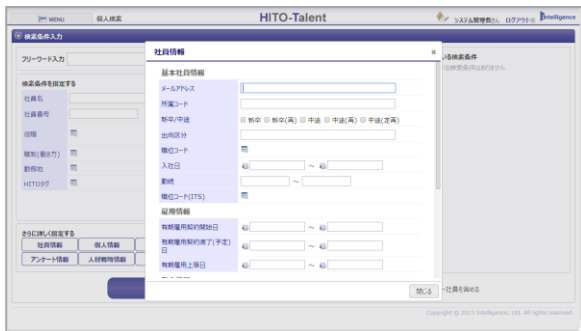 MENU
個人検索
HITO-Talent
システム管理者さん
ログアウト
Intelligence
検索条件入力
フリーワード入力
検索条件を指定する
社員名
社員番号
役職
職制(働き方)
勤務地
HITOタグ
さらに詳しく指定する
社員情報
個人情報
アンケート情報
人材戦略情報
いる検索条件
社員情報
×
基本社員情報
メールアドレス
所属コード
新卒/中途
新卒
新卒(再)
中途
中途(再)
中途(定再)
出向区分
職位コード
入社日
～
勤続
～
職位コード(ITS)
雇用情報
有期雇用契約開始日
～
有期雇用契約満了(予定)
日
～
有期雇用上限日
～
閉じる
Copyright © 2013 Intelligence, Ltd. All rights reserved.